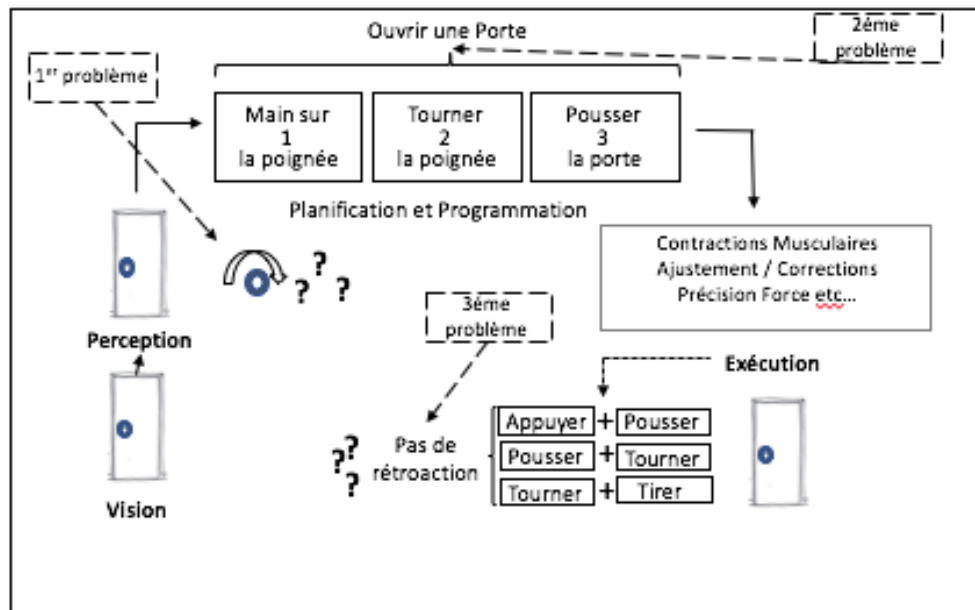 Ouvrir une Porte
2éme
problème
1er problème
Main sur
1
la poignée
Tourner
2
la poignée
Pousser
3
la porte
Planification et Programmation
Contractions Musculaires
Ajustement / Corrections
Précision Force etc...
? ? ?
3éme
problème
Perception
Exécution
Appuyer + Pousser
Pousser + Tourner
Tourner + Tirer
Pas de
rétroaction
? ? ?
Vision